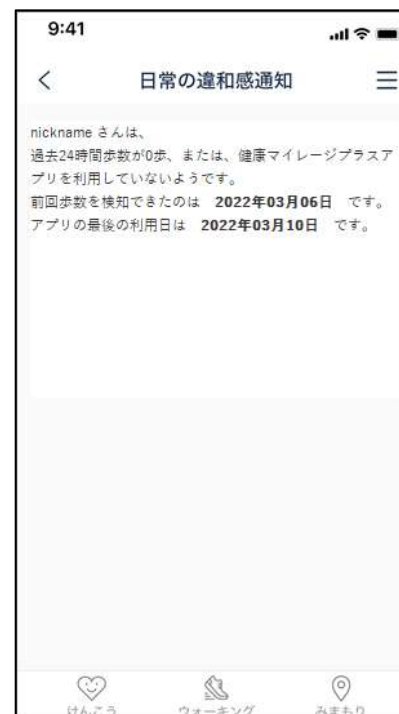 9:41
日常の違和感通知
nickname さんは、
過去24時間歩数が0歩、または、健康マイレージプラスア
プリを利用していないようです。
前回歩数を検知できたのは 2022年03月06日 です。
アプリの最後の利用日は 2022年03月10日 です。
けんこう ウォーキング みまもり